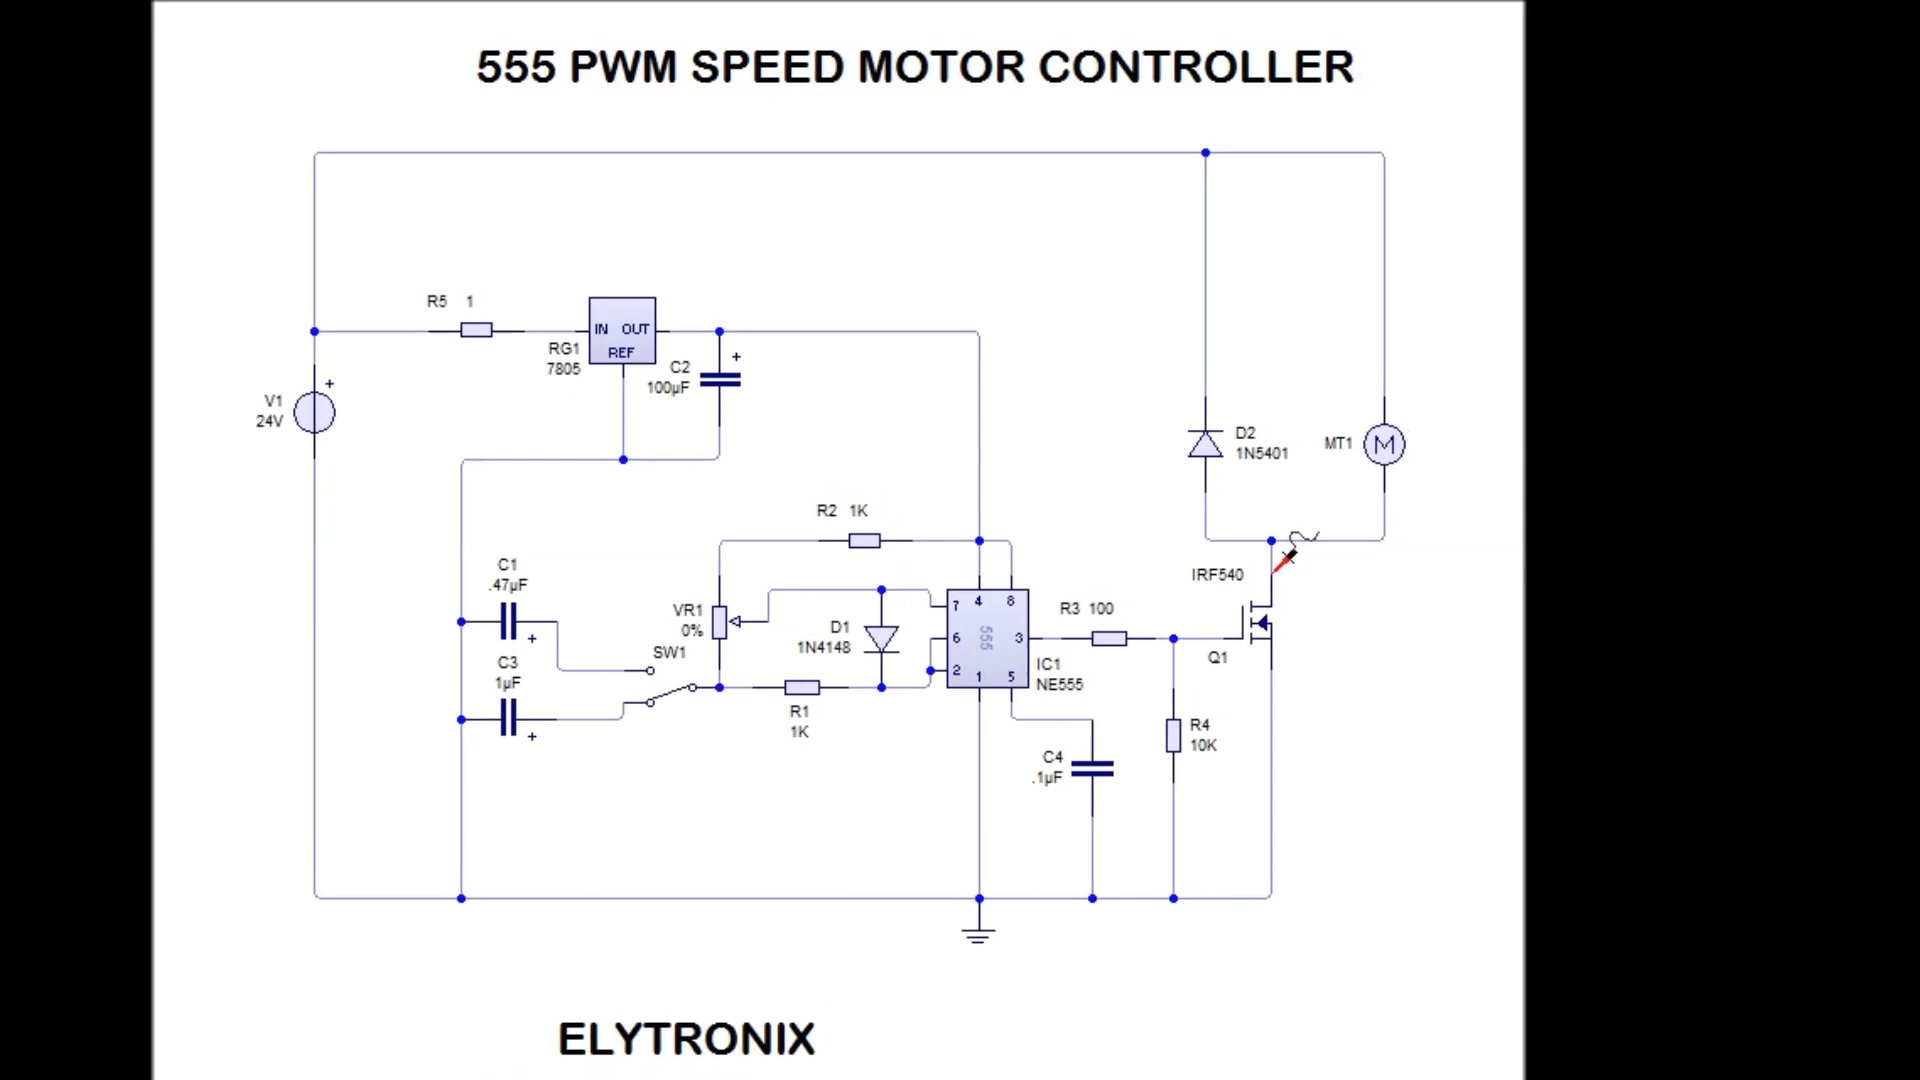 555 PWM SPEED MOTOR CONTROLLER
R5 1
IN OUT
REF
RG1
7805
C2
100µF
+
V1
24V
+
D2
1N5401
MT1
M
R2 1K
C1
.47µF
+
IRF540
VR1
0%
D1
1N4148
7 4 8
6 555 3
2 1 5
R3 100
Q1
SW1
C3
1µF
+
IC1
NE555
R1
1K
R4
10K
C4
.1µF
ELYTRONIX